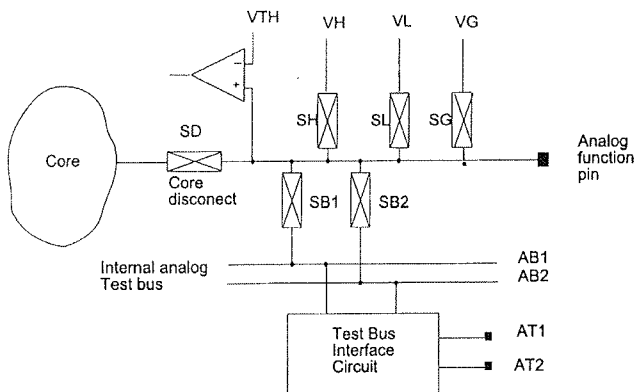 VTH
VH
VL
VG
−
+
SH
SL
SG
SD
Core
Core
disconect
Analog
function
pin
SB1
SB2
Internal analog
Test bus
AB1
AB2
Test Bus
Interface
Circuit
AT1
AT2